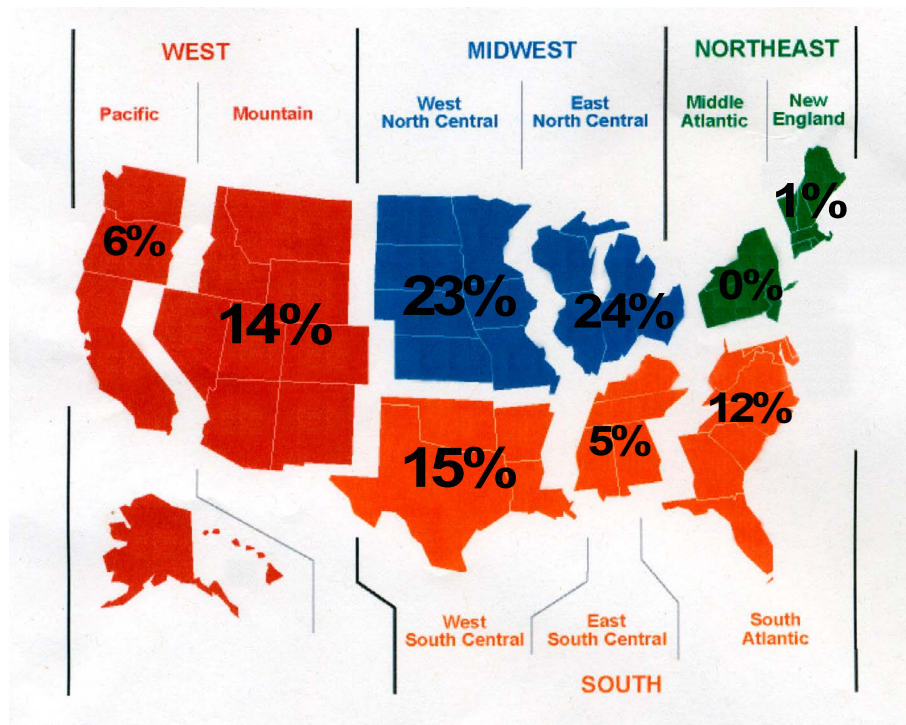 WEST
MIDWEST
NORTHEAST
Pacific
Mountain
West
North Central
East
North Central
Middle
Atlantic
New
England
1%
6%
14%
23%
24%
0%
15%
5%
12%
West
South Central
East
South Central
South
Atlantic
SOUTH